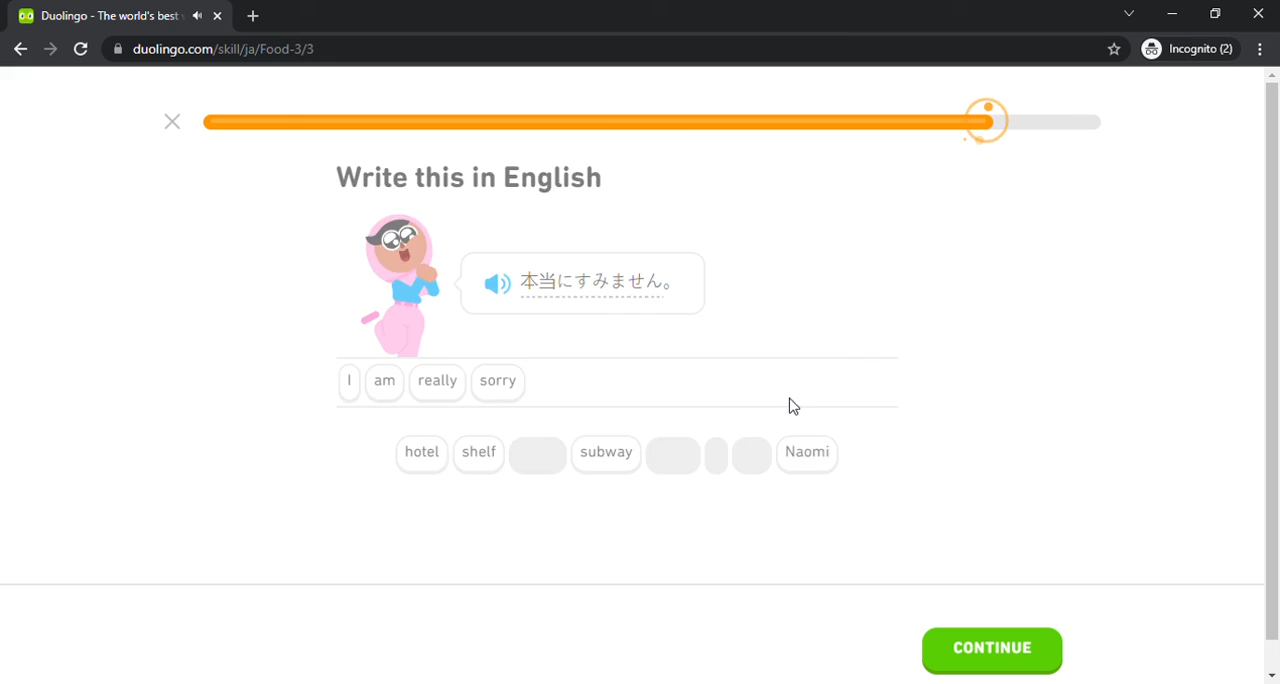 Duolingo - The world's best
duolingo.com/skill/ja/Food-3/3
Incognito (2)
Write this in English
本当にすみません。
I am really sorry
hotel shelf subway Naomi
CONTINUE